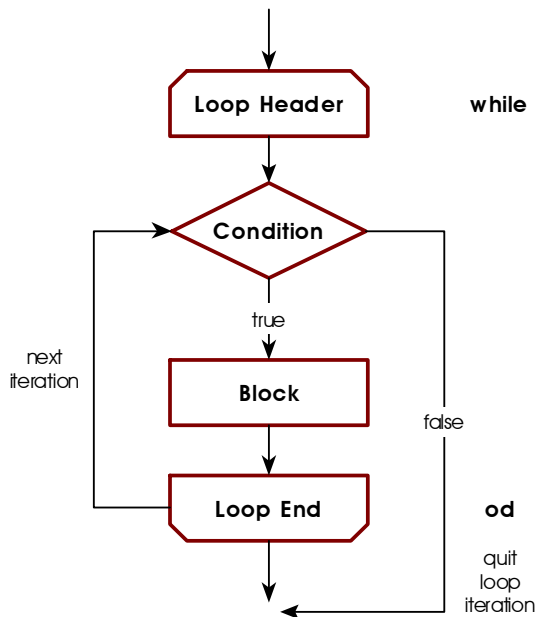 Loop Header
while
Condition
true
next
iteration
Block
false
Loop End
od
quit
loop
iteration